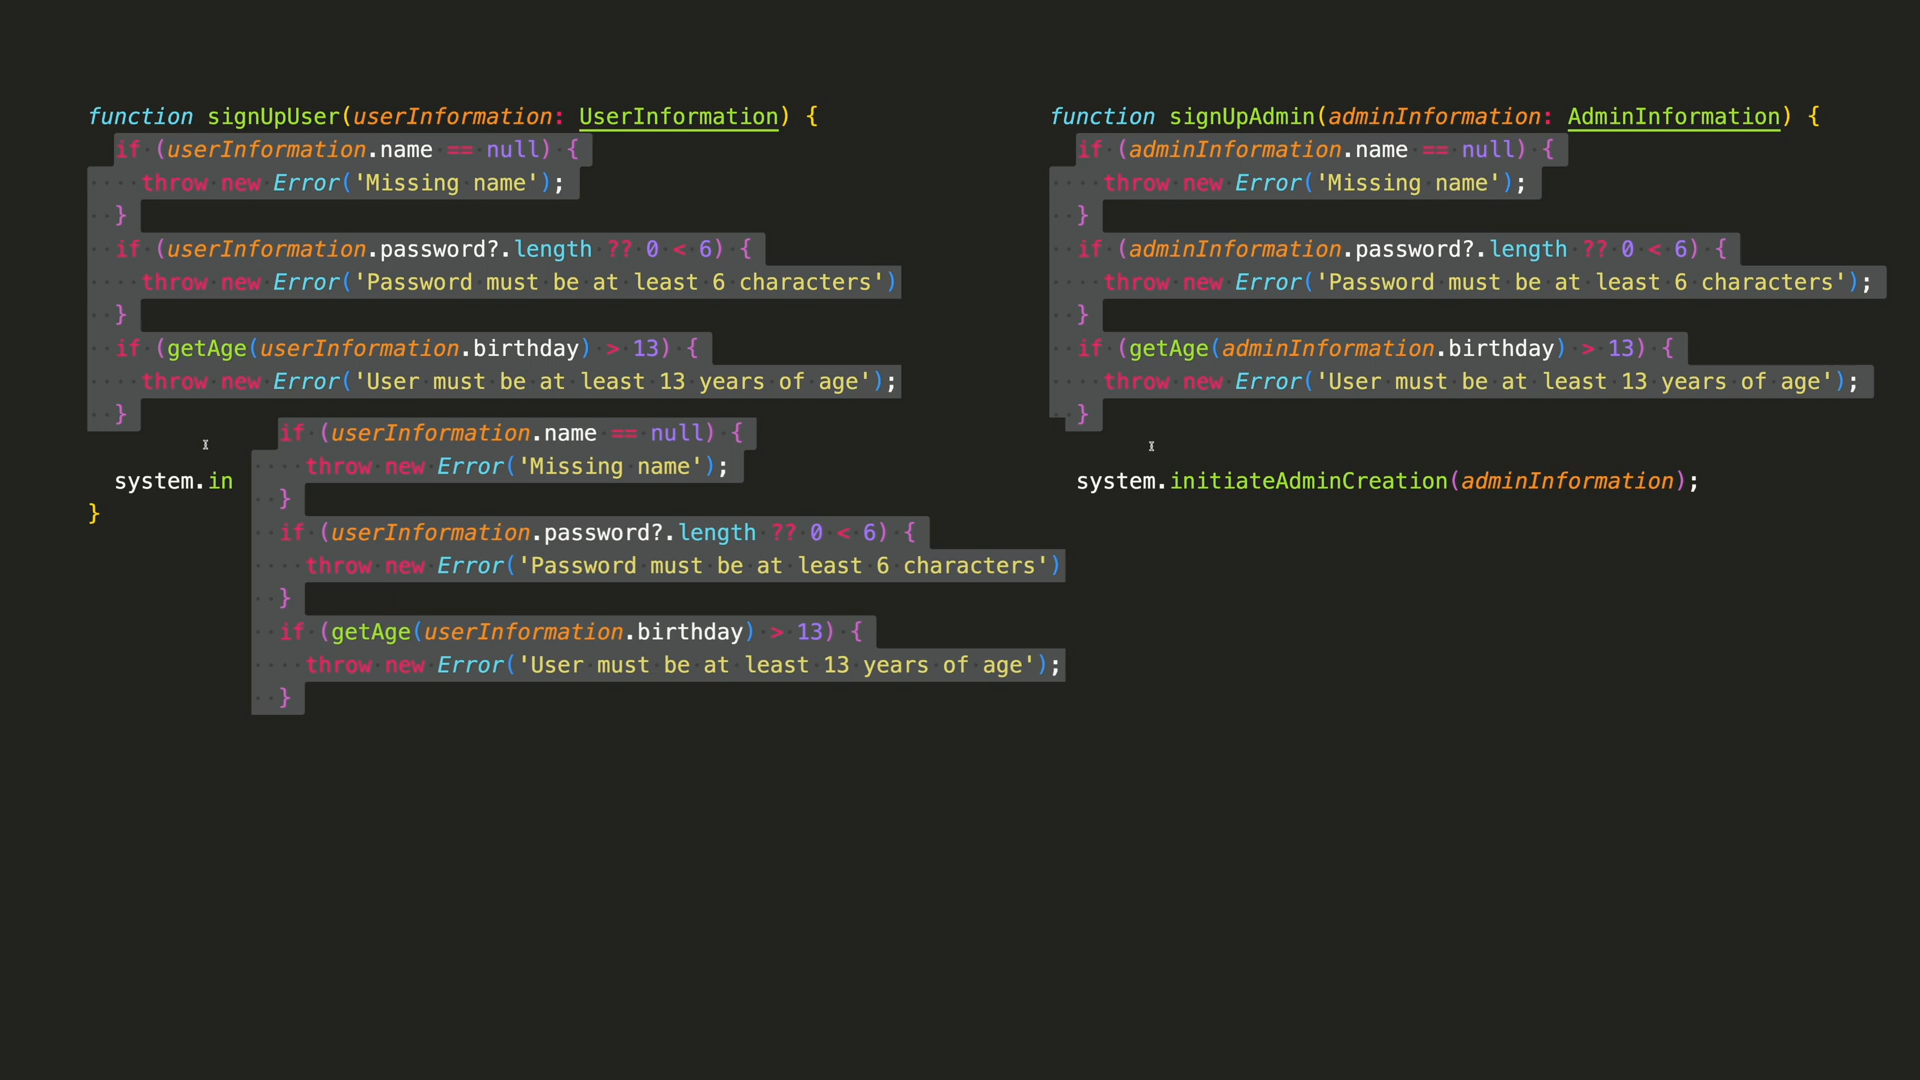 function signUpUser(userInformation: UserInformation) {
  if (userInformation.name == null) {
    throw new Error('Missing name');
  }
  if (userInformation.password?.length ?? 0 < 6) {
    throw new Error('Password must be at least 6 characters')
  }
  if (getAge(userInformation.birthday) > 13) {
    throw new Error('User must be at least 13 years of age');
  }
  system.in
}
  if (userInformation.name == null) {
    throw new Error('Missing name');
  }
  if (userInformation.password?.length ?? 0 < 6) {
    throw new Error('Password must be at least 6 characters')
  }
  if (getAge(userInformation.birthday) > 13) {
    throw new Error('User must be at least 13 years of age');
  }
function signUpAdmin(adminInformation: AdminInformation) {
  if (adminInformation.name == null) {
    throw new Error('Missing name');
  }
  if (adminInformation.password?.length ?? 0 < 6) {
    throw new Error('Password must be at least 6 characters');
  }
  if (getAge(adminInformation.birthday) > 13) {
    throw new Error('User must be at least 13 years of age');
  }
  system.initiateAdminCreation(adminInformation);